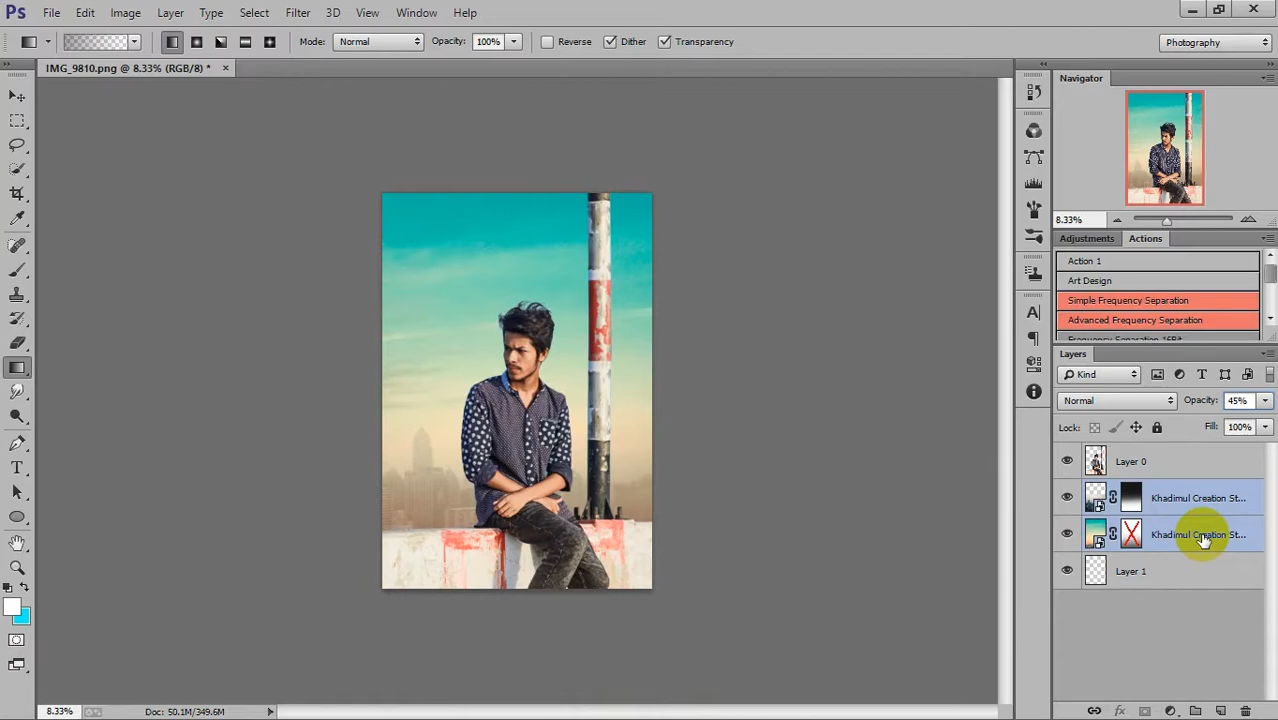 Ps File Edit Image Layer Type Select Filter 3D View Window Help
Mode: Normal Opacity: 100% Reverse Dither Transparency Photography
IMG_9810.png @ 8.33% (RGB/8) * ×
Navigator
8.33%
Adjustments Actions
Action 1
Art Design
Simple Frequency Separation
Advanced Frequency Separation
Frequency Separation 16Bit
Layers
Kind
Normal Opacity: 45%
Lock: Fill: 100%
Layer 0
Khadimul Creation St...
Khadimul Creation St...
Layer 1
8.33% Doc: 50.1M/349.6M